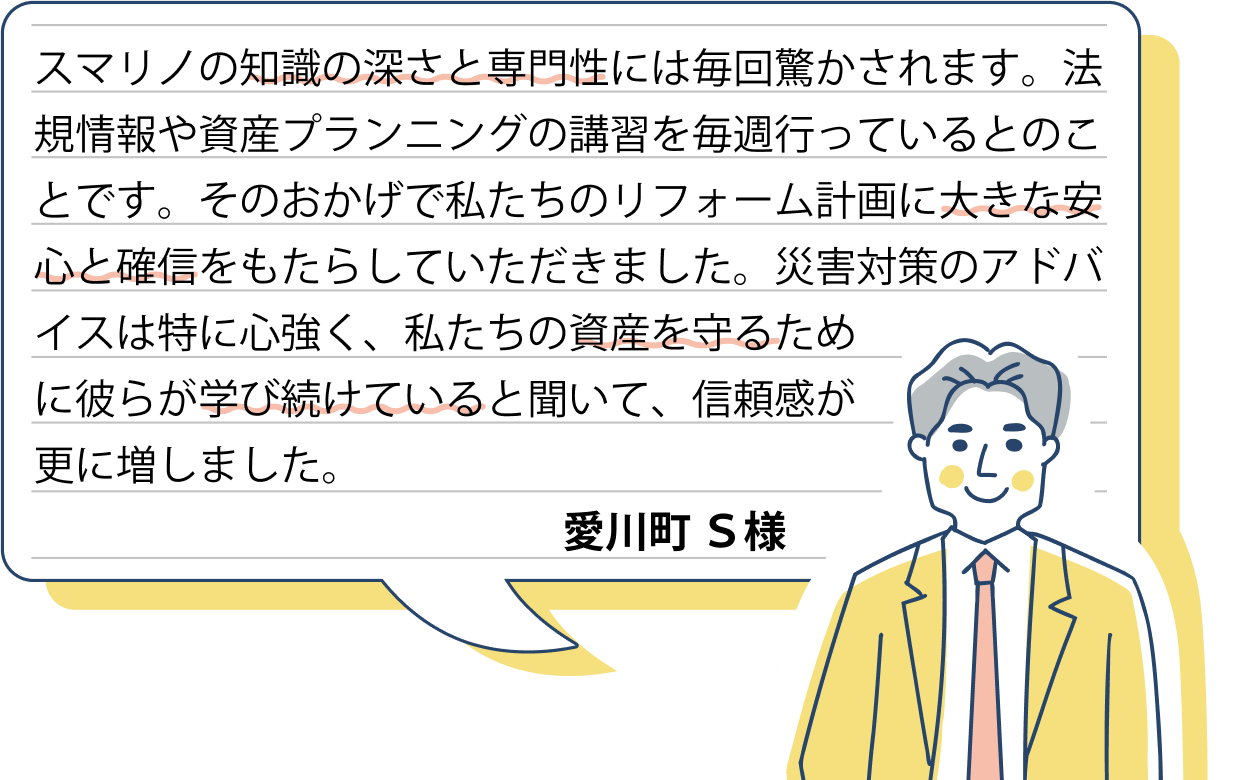 スマリノの知識の深さと専門性には毎回驚かされます。法
規情報や資産プランニングの講習を毎週行っているとのこ
とです。そのおかげで私たちのリフォーム計画に大きな安
心と確信をもたらしていただきました。災害対策のアドバ
イスは特に心強く、私たちの資産を守るため
に彼らが学び続けていると聞いて、信頼感が
更に増しました。
愛川町 S様